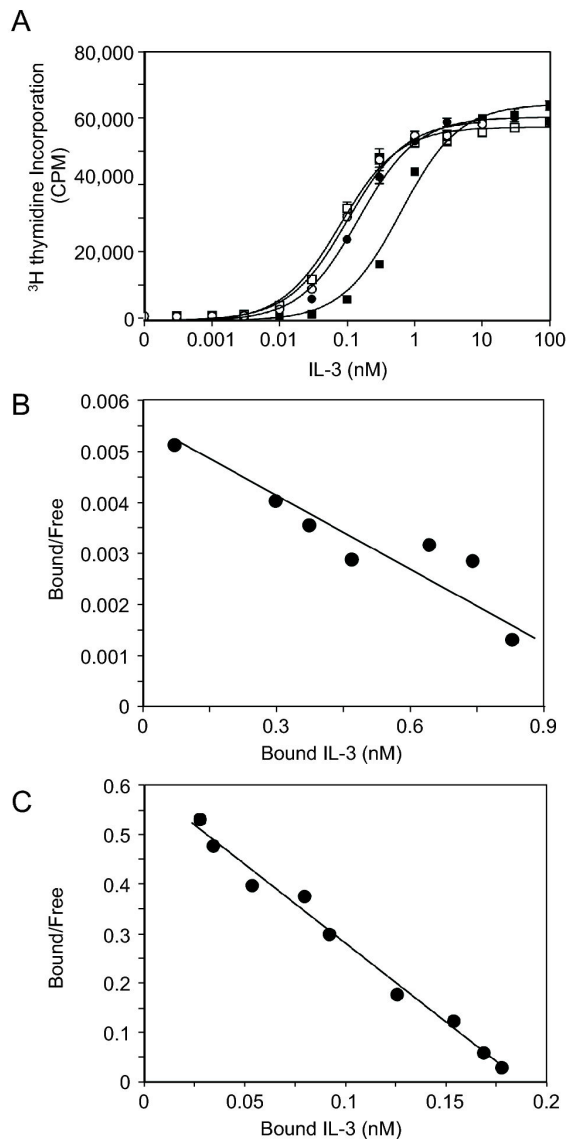 A
80,000
60,000
40,000
20,000
0
³H thymidine Incorporation
(CPM)
0 0.001 0.01 0.1 1 10 100
IL-3 (nM)
B
0.006
0.005
0.004
0.003
0.002
0.001
0
Bound/Free
0 0.3 0.6 0.9
Bound IL-3 (nM)
C
0.6
0.5
0.4
0.3
0.2
0.1
0
Bound/Free
0 0.05 0.1 0.15 0.2
Bound IL-3 (nM)